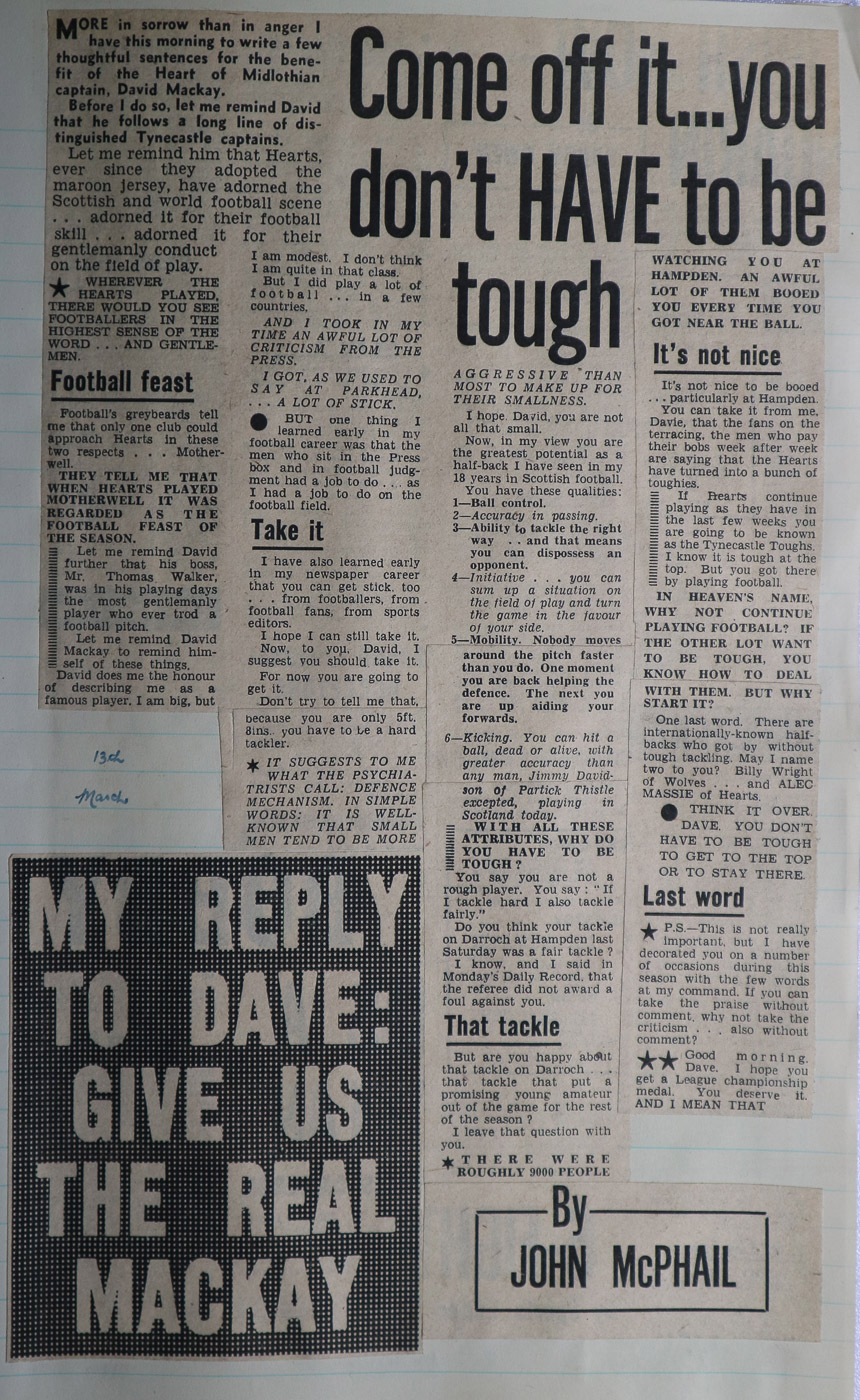 Come off it...you
don't HAVE to be
tough
MORE in sorrow than in anger I
have this morning to write a few
thoughtful sentences for the bene-
fit of the Heart of Midlothian
captain, David Mackay.
Before I do so, let me remind David
that he follows a long line of dis-
tinguished Tynecastle captains.
Let me remind him that Hearts,
ever since they adopted the
maroon jersey, have adorned the
Scottish and world football scene
. . . adorned it for their football
skill . . . adorned it for their
gentlemanly conduct
on the field of play.
★ WHEREVER THE
HEARTS PLAYED,
THERE WOULD YOU SEE
FOOTBALLERS IN THE
HIGHEST SENSE OF THE
WORD . . . AND GENTLE-
MEN.
Football feast
Football's greybeards tell
me that only one club could
approach Hearts in these
two respects . . . Mother-
well.
THEY TELL ME THAT
WHEN HEARTS PLAYED
MOTHERWELL IT WAS
REGARDED AS THE
FOOTBALL FEAST OF
THE SEASON.
Let me remind David
further that his boss,
Mr. Thomas Walker,
was in his playing days
the most gentlemanly
player who ever trod a
football pitch.
Let me remind David
Mackay to remind him-
self of these things.
David does me the honour
of describing me as a
famous player. I am big, but
I am modest. I don't think
I am quite in that class.
But I did play a lot of
football ... in a few
countries.
AND I TOOK IN MY
TIME AN AWFUL LOT OF
CRITICISM FROM THE
PRESS.
I GOT, AS WE USED TO
SAY AT PARKHEAD,
. . . A LOT OF STICK.
● BUT one thing I
learned early in my
football career was that the
men who sit in the Press
box and in football judg-
ment had a job to do . . . as
I had a job to do on the
football field.
Take it
I have also learned early
in my newspaper career
that you can get stick, too
. . . from footballers, from
football fans, from sports
editors.
I hope I can still take it.
Now, to you, David, I
suggest you should take it.
For now you are going to
get it.
Don't try to tell me that,
because you are only 5ft.
8ins. you have to be a hard
tackler.
★ IT SUGGESTS TO ME
WHAT THE PSYCHIA-
TRISTS CALL: DEFENCE
MECHANISM. IN SIMPLE
WORDS: IT IS WELL-
KNOWN THAT SMALL
MEN TEND TO BE MORE
AGGRESSIVE THAN
MOST TO MAKE UP FOR
THEIR SMALLNESS.
I hope, David, you are not
all that small.
Now, in my view you are
the greatest potential as a
half-back I have seen in my
18 years in Scottish football.
You have these qualities:
1—Ball control.
2—Accuracy in passing.
3—Ability to tackle the right
way . . and that means
you can dispossess an
opponent.
4—Initiative . . . you can
sum up a situation on
the field of play and turn
the game in the favour
of your side.
5—Mobility. Nobody moves
around the pitch faster
than you do. One moment
you are back helping the
defence. The next you
are up aiding your
forwards.
6—Kicking. You can hit a
ball, dead or alive, with
greater accuracy than
any man, Jimmy David-
son of Partick Thistle
excepted, playing in
Scotland today.
WITH ALL THESE
ATTRIBUTES, WHY DO
YOU HAVE TO BE
TOUGH?
You say you are not a
rough player. You say: "If
I tackle hard I also tackle
fairly."
Do you think your tackle
on Darroch at Hampden last
Saturday was a fair tackle?
I know, and I said in
Monday's Daily Record, that
the referee did not award a
foul against you.
That tackle
But are you happy about
that tackle on Darroch . . .
that tackle that put a
promising young amateur
out of the game for the rest
of the season?
I leave that question with
you.
★ THERE WERE
ROUGHLY 9000 PEOPLE
WATCHING YOU AT
HAMPDEN. AN AWFUL
LOT OF THEM BOOED
YOU EVERY TIME YOU
GOT NEAR THE BALL.
It's not nice
It's not nice to be booed
. . . particularly at Hampden.
You can take it from me,
Davie, that the fans on the
terracing, the men who pay
their bobs week after week
are saying that the Hearts
have turned into a bunch of
toughies.
If Hearts continue
playing as they have in
the last few weeks you
are going to be known
as the Tynecastle Toughs.
I know it is tough at the
top. But you got there
by playing football.
IN HEAVEN'S NAME,
WHY NOT CONTINUE
PLAYING FOOTBALL? IF
THE OTHER LOT WANT
TO BE TOUGH, YOU
KNOW HOW TO DEAL
WITH THEM. BUT WHY
START IT?
One last word. There are
internationally-known half-
backs who got by without
tough tackling. May I name
two to you? Billy Wright
of Wolves . . . and ALEC
MASSIE of Hearts.
● THINK IT OVER,
DAVE. YOU DON'T
HAVE TO BE TOUGH
TO GET TO THE TOP
OR TO STAY THERE.
Last word
★ P.S.—This is not really
important, but I have
decorated you on a number
of occasions during this
season with the few words
at my command. If you can
take the praise without
comment, why not take the
criticism . . . also without
comment?
★★ Good morning,
Dave. I hope you
get a League championship
medal. You deserve it.
AND I MEAN THAT
13th
March
MY REPLY
TO DAVE:
GIVE US
THE REAL
MACKAY
By
JOHN McPHAIL